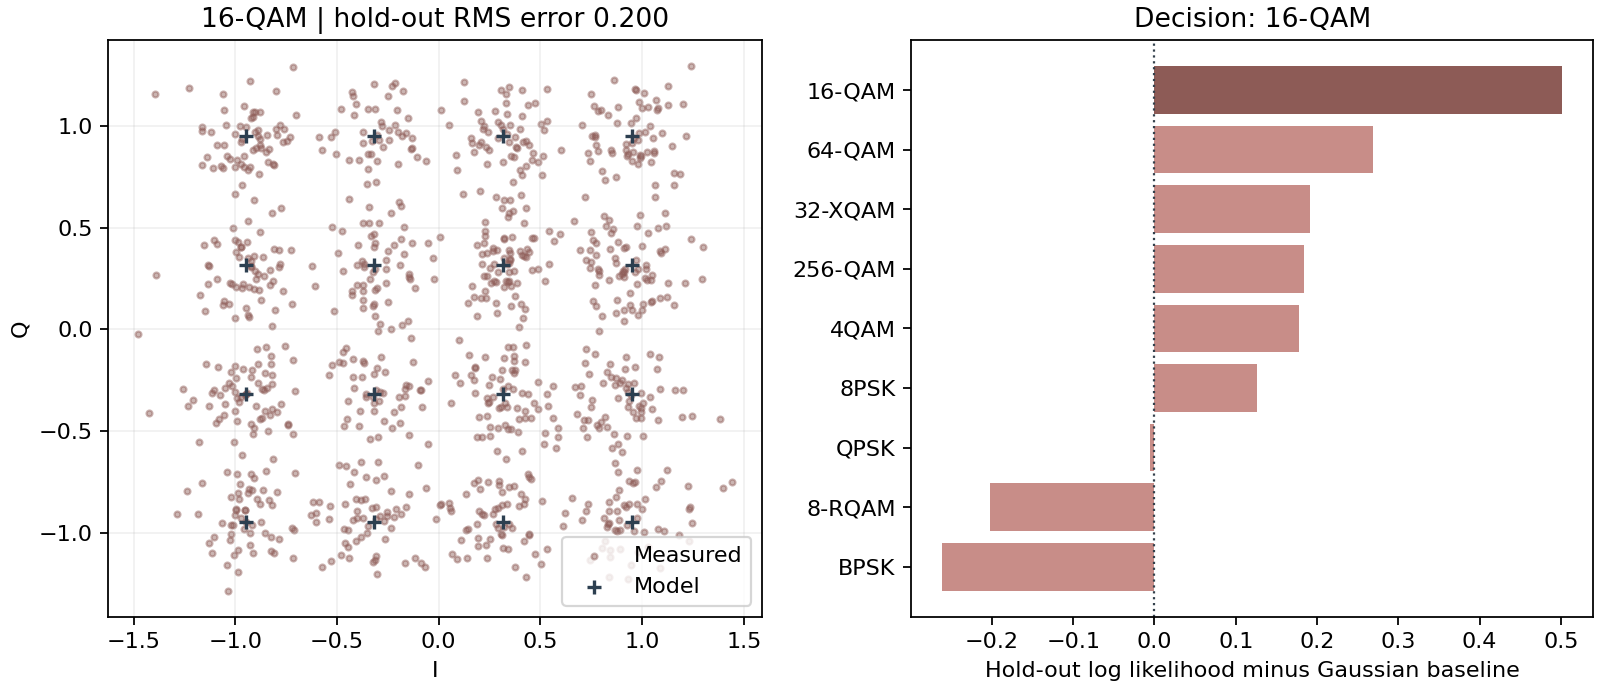 16-QAM | hold-out RMS error 0.200
Q
1.0
0.5
0.0
−0.5
−1.0
Measured
Model
−1.5
−1.0
−0.5
0.0
0.5
1.0
1.5
I
Decision: 16-QAM
16-QAM
64-QAM
32-XQAM
256-QAM
4QAM
8PSK
QPSK
8-RQAM
BPSK
−0.2
−0.1
0.0
0.1
0.2
0.3
0.4
0.5
Hold-out log likelihood minus Gaussian baseline